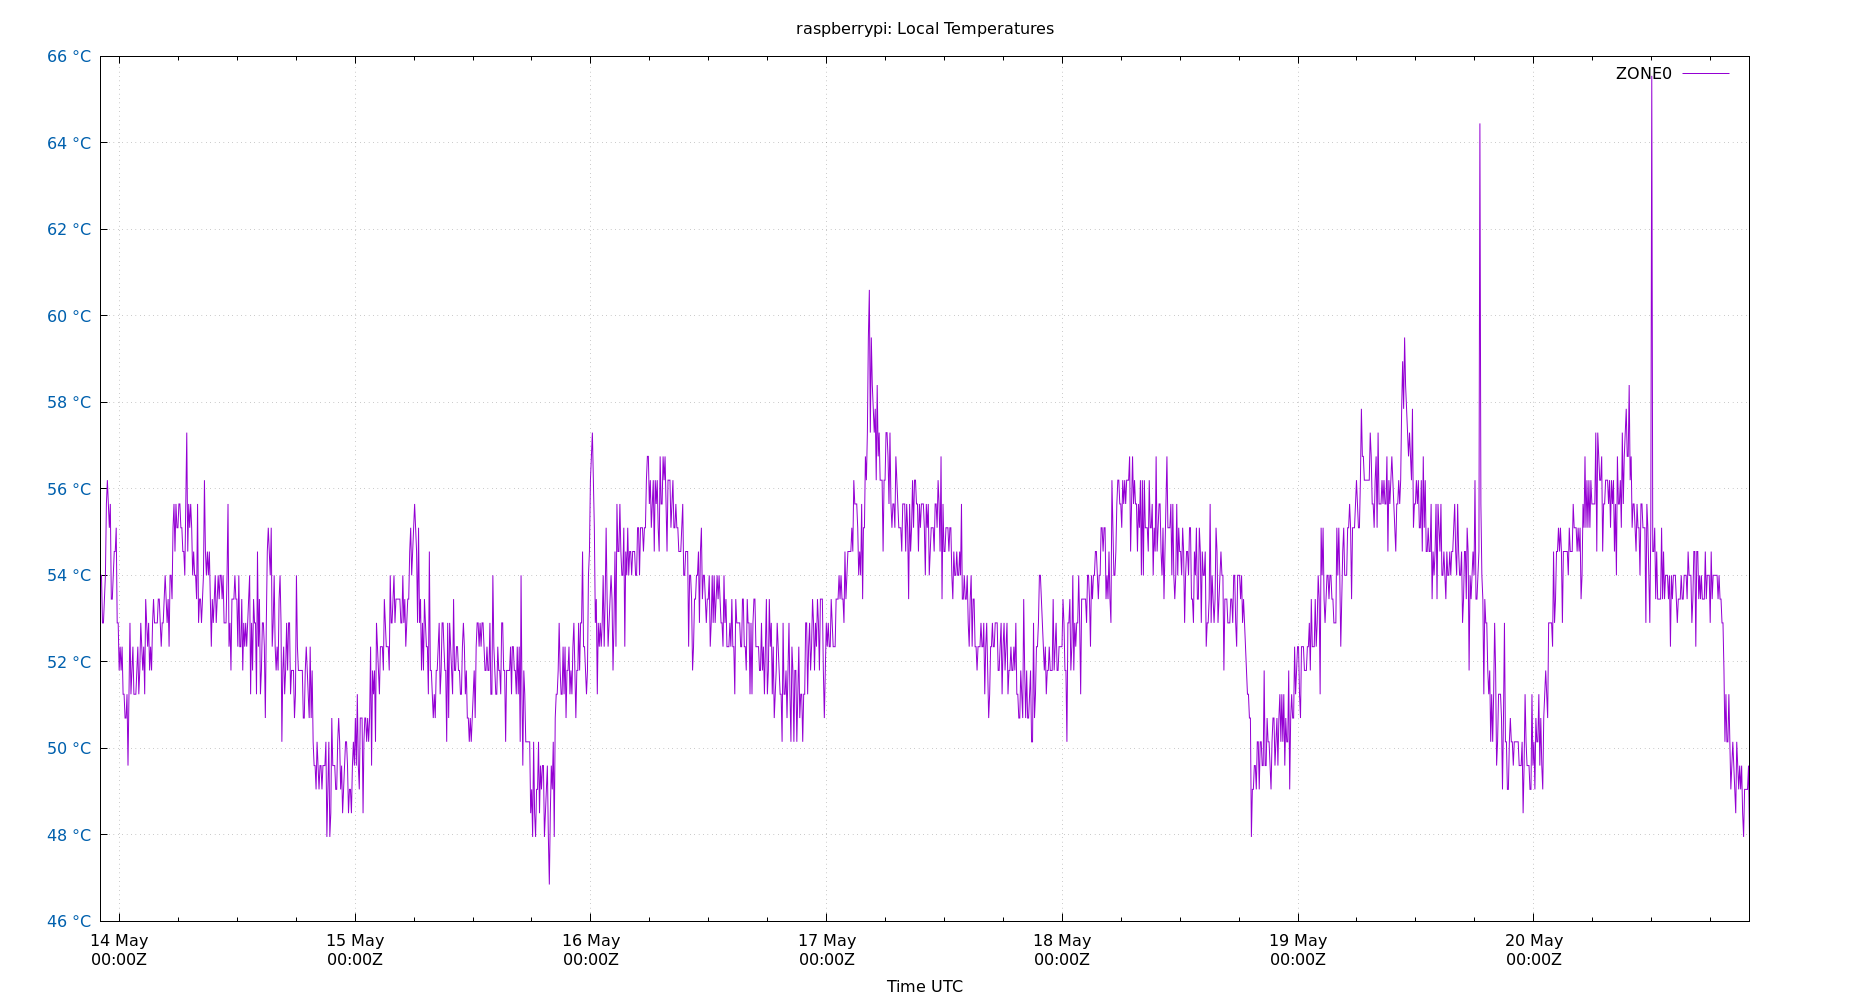 raspberrypi: Local Temperatures
66 °C
ZONE0
64 °C
62 °C
60 °C
58 °C
56 °C
54 °C
52 °C
50 °C
48 °C
46 °C
14 May 15 May 16 May 17 May 18 May 19 May 20 May
00:00Z 00:00Z 00:00Z 00:00Z 00:00Z 00:00Z 00:00Z
Time UTC